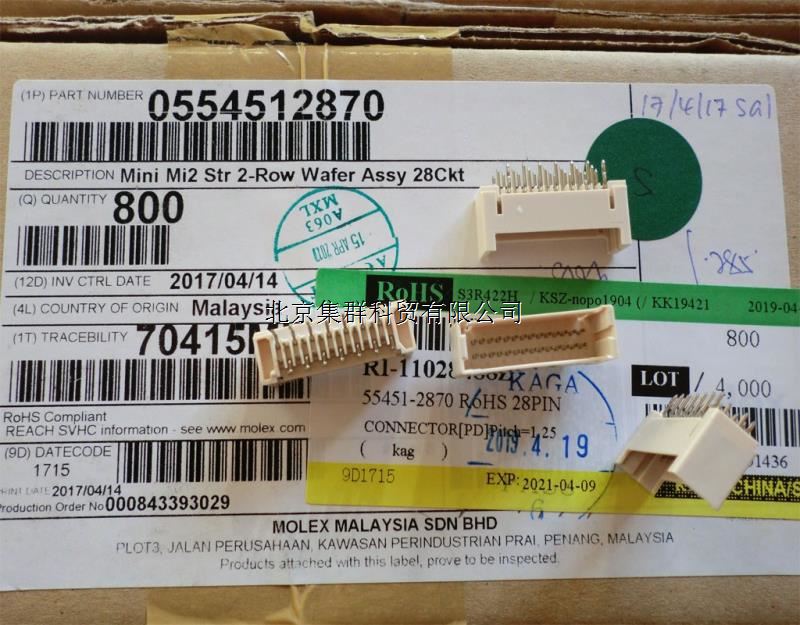 (1P) PART NUMBER 0554512870
17/4/17 sal
DESCRIPTION Mini Mi2 Str 2-Row Wafer Assy 28Ckt
(Q) QUANTITY 800
A063
MXL
15 APR
(12D) INV CTRL DATE 2017/04/14
(4L) COUNTRY OF ORIGIN Malaysia
(1T) TRACEBILITY 70415
RoHS Compliant
REACH SVHC information - see www.molex.com
(9D) DATECODE
1715
PRINT DATE 2017/04/14
Production Order No 000843393029
RoHS S3R422H / KSZ-nopo1904 (/ KK19421 2019-04
北京集群科贸有限公司
800
RI-1102
LOT / 4,000
KAGA
55451-2870 ROHS 28PIN
CONNECTOR[PD]Pitch=1.25
2019.4.19
( kag )
01436
9D1715 EXP: 2021-04-09
CHINA/S
MOLEX MALAYSIA SDN BHD
PLOT3, JALAN PERUSAHAAN, KAWASAN PERINDUSTRIAN PRAI, PENANG, MALAYSIA
Products attached with this label, prove to be inspected.